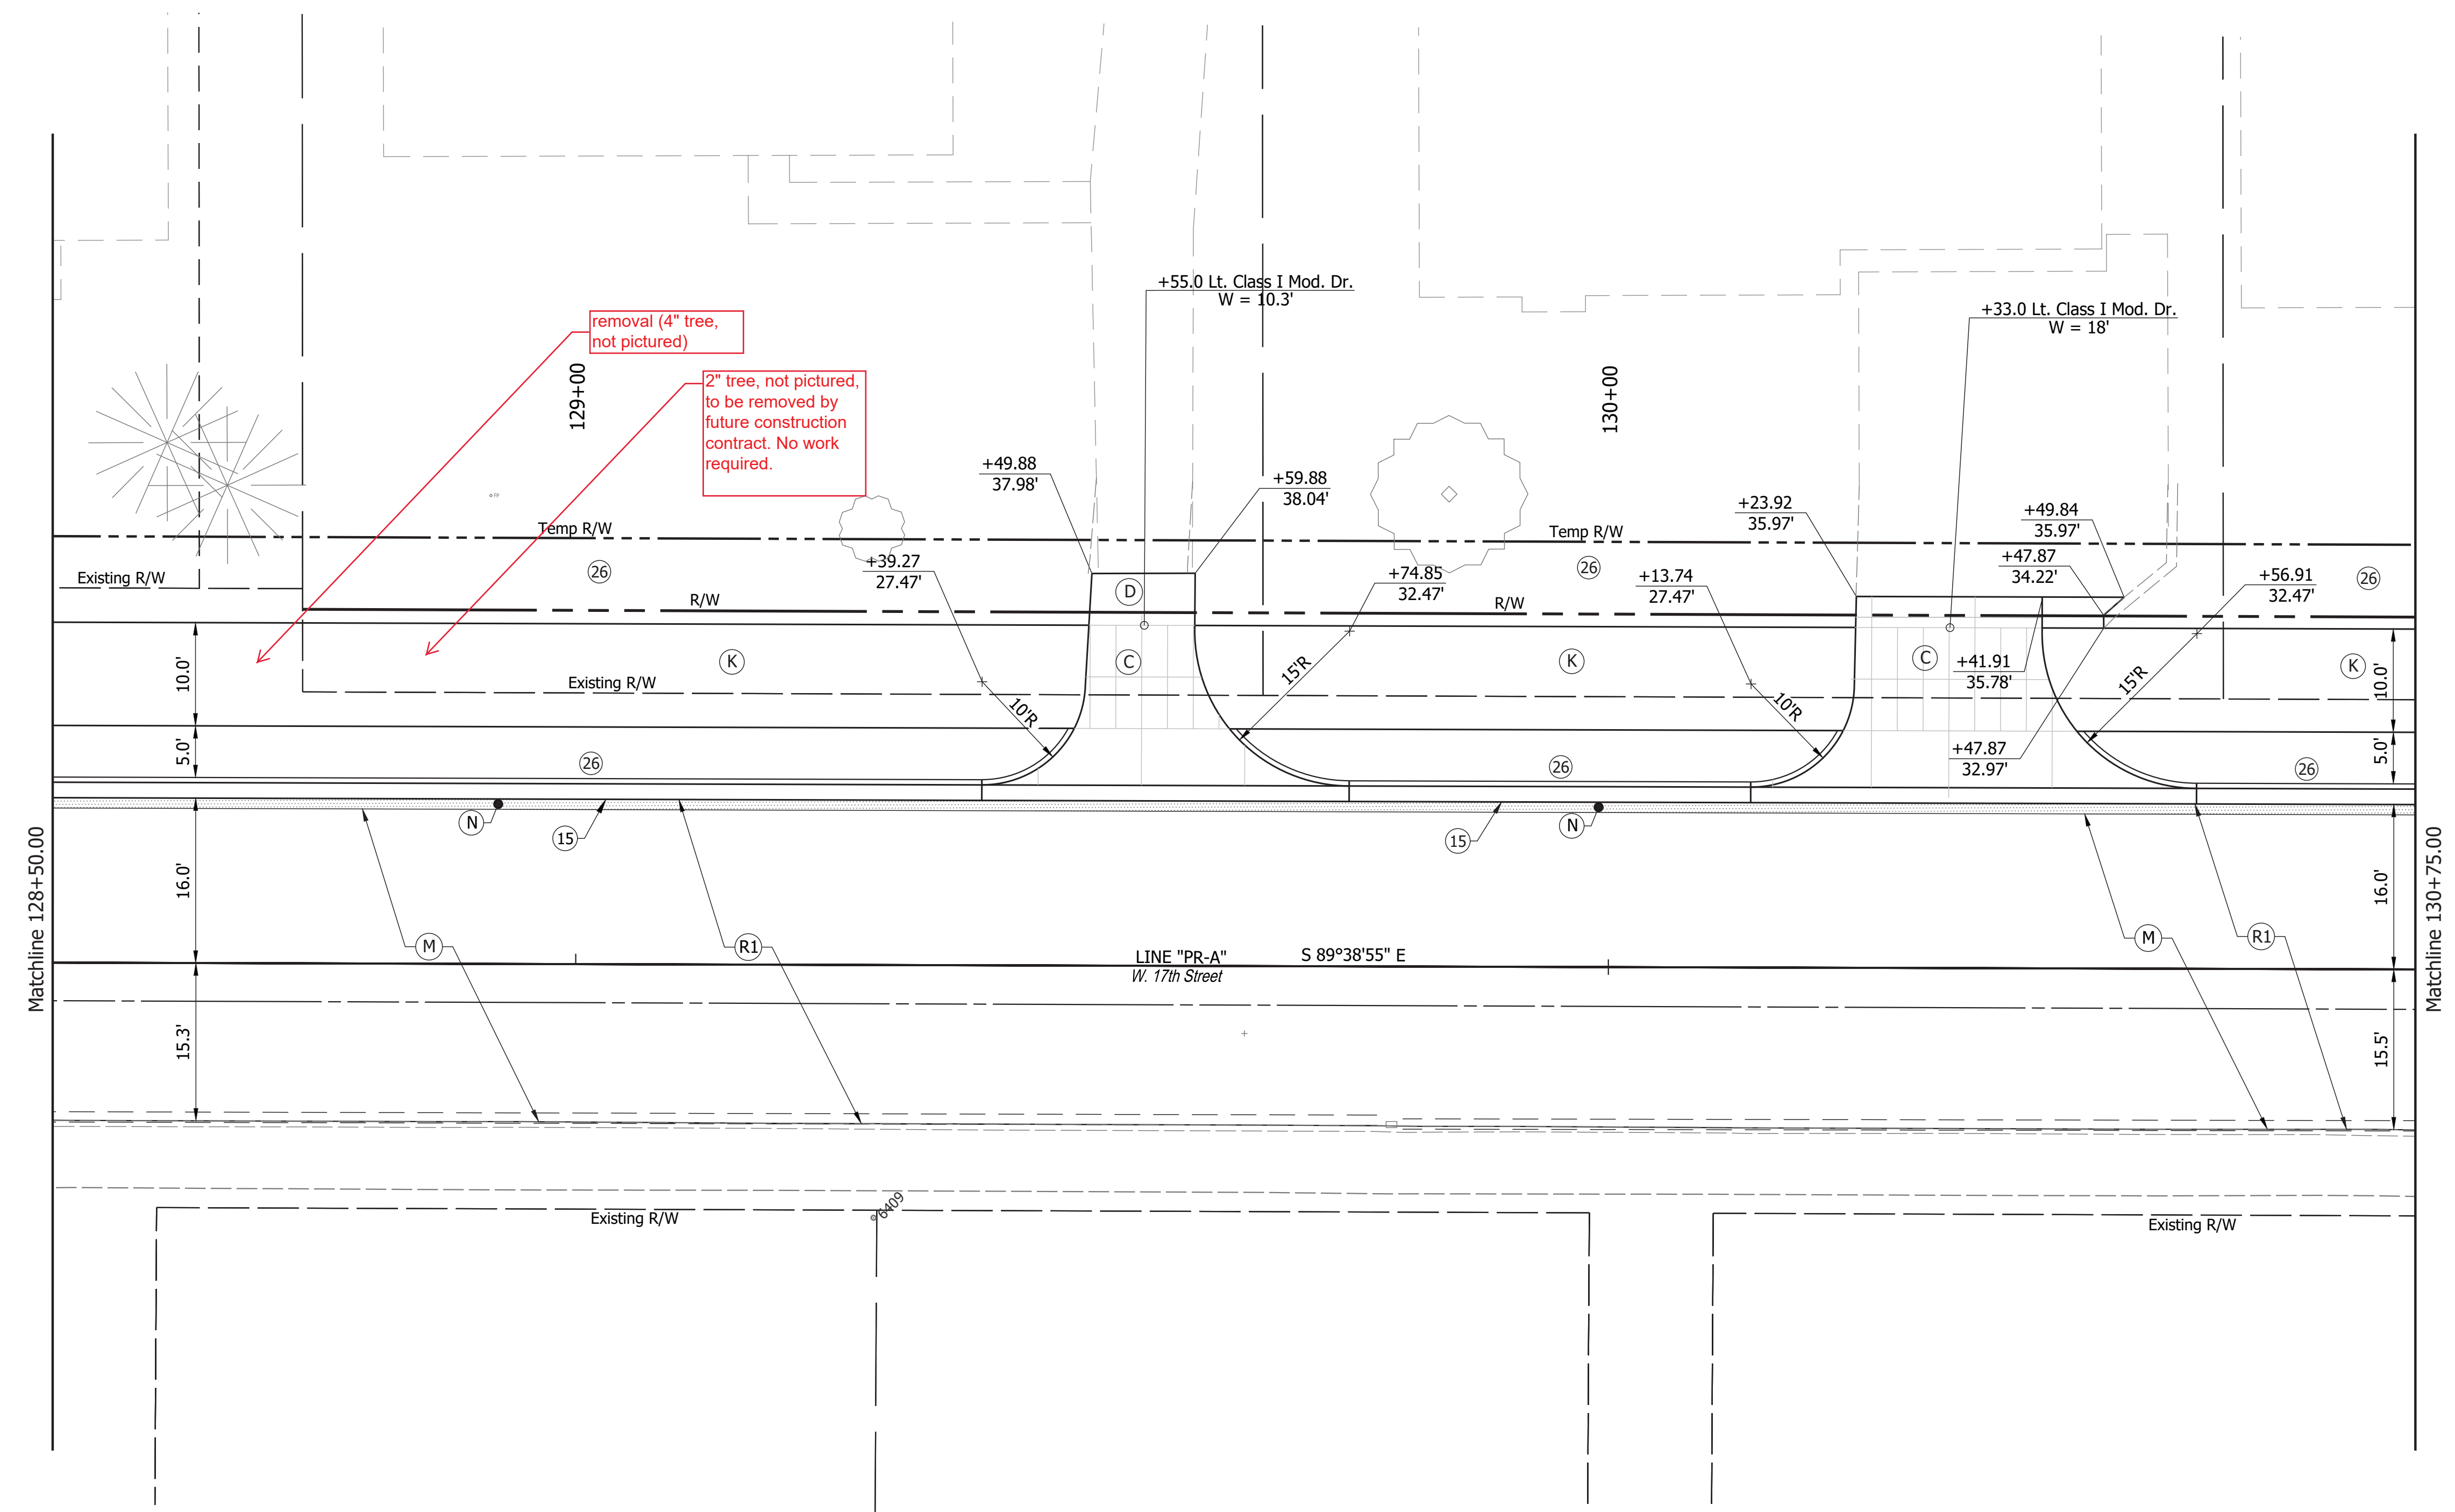 +55.0 Lt. Class I Mod. Dr.
W = 10.3'
+33.0 Lt. Class I Mod. Dr.
W = 18'
removal (4" tree,
not pictured)
2" tree, not pictured,
to be removed by
future construction
contract. No work
required.
129+00
130+00
FP
+49.88
37.98'
+59.88
38.04'
+23.92
35.97'
+49.84
35.97'
Temp R/W
Temp R/W
+39.27
27.47'
+74.85
32.47'
+13.74
27.47'
+47.87
34.22'
+56.91
32.47'
Existing R/W
26
26
26
D
R/W
R/W
10.0'
K
C
K
C
K
10.0'
+41.91
35.78'
Existing R/W
15'R
15'R
10'R
10'R
5.0'
5.0'
+47.87
32.97'
26
26
26
N
15
15
N
Matchline 128+50.00
Matchline 130+75.00
16.0'
16.0'
M
R1
M
R1
LINE "PR-A"
S 89°38'55" E
W. 17th Street
15.3'
15.5'
6409
Existing R/W
Existing R/W